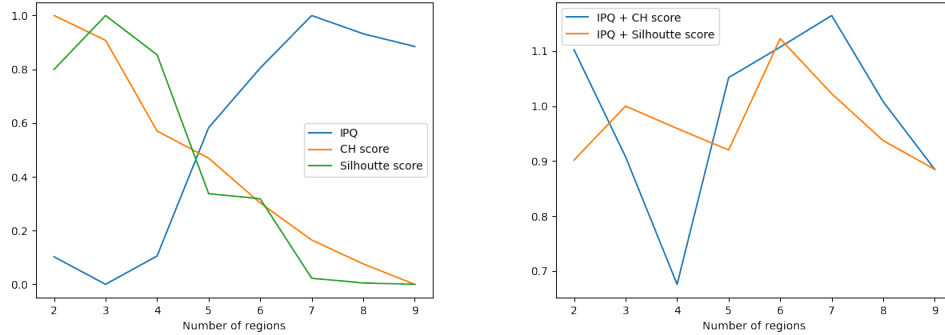 1.0
0.8
0.6
0.4
0.2
0.0
IPQ
CH score
Silhoutte score
2 3 4 5 6 7 8 9
Number of regions
IPQ + CH score
IPQ + Silhoutte score
1.1
1.0
0.9
0.8
0.7
2 3 4 5 6 7 8 9
Number of regions